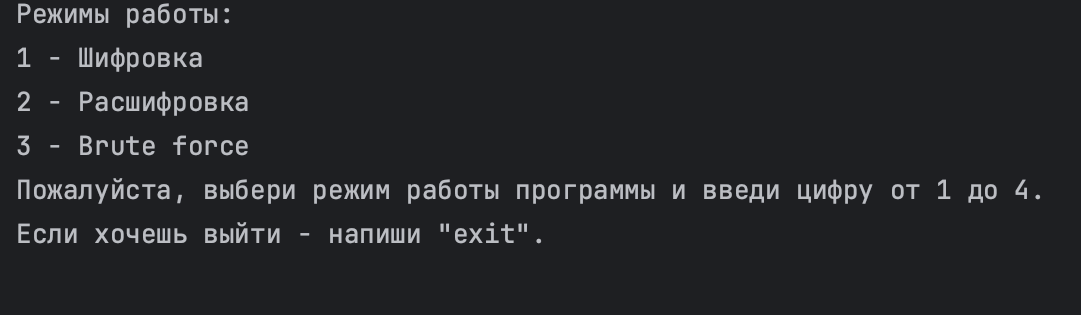 Режимы работы:
1 - Шифровка
2 - Расшифровка
3 - Brute force
Пожалуйста, выбери режим работы программы и введи цифру от 1 до 4.
Если хочешь выйти - напиши "exit".